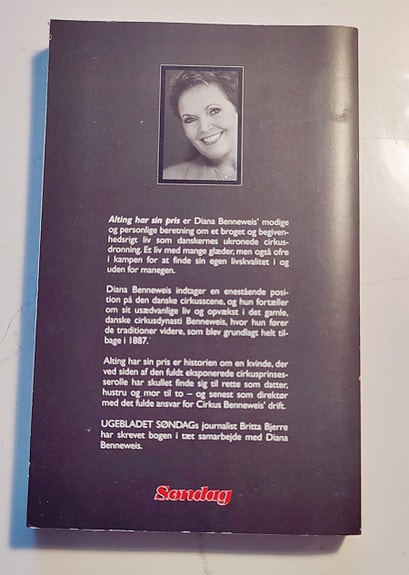 Alting har sin pris er Diana Benneweis' modige
og personlige beretning om et broget og begiven-
hedsrigt liv som danskernes ukronede cirkus-
dronning. Et liv med mange glæder, men også ofre
i kampen for at finde sin egen livskvalitet i og
uden for manegen.
Diana Benneweis indtager en enestående posi-
tion på den danske cirkusscene, og hun fortæller
om sit usædvanlige liv og opvækst i det gamle,
danske cirkusdynasti Benneweis, hvor hun fører
de traditioner videre, som blev grundlagt helt til-
bage i 1887.
Alting har sin pris er historien om en kvinde, der
ved siden af den fuldt eksponerede cirkusprinses-
serolle har skullet finde sig til rette som datter,
hustru og mor til to – og senest som direktør
med det fulde ansvar for Cirkus Benneweis' drift.
UGEBLADET SØNDAGs journalist Britta Bjerre
har skrevet bogen i tæt samarbejde med Diana
Benneweis.
Søndag